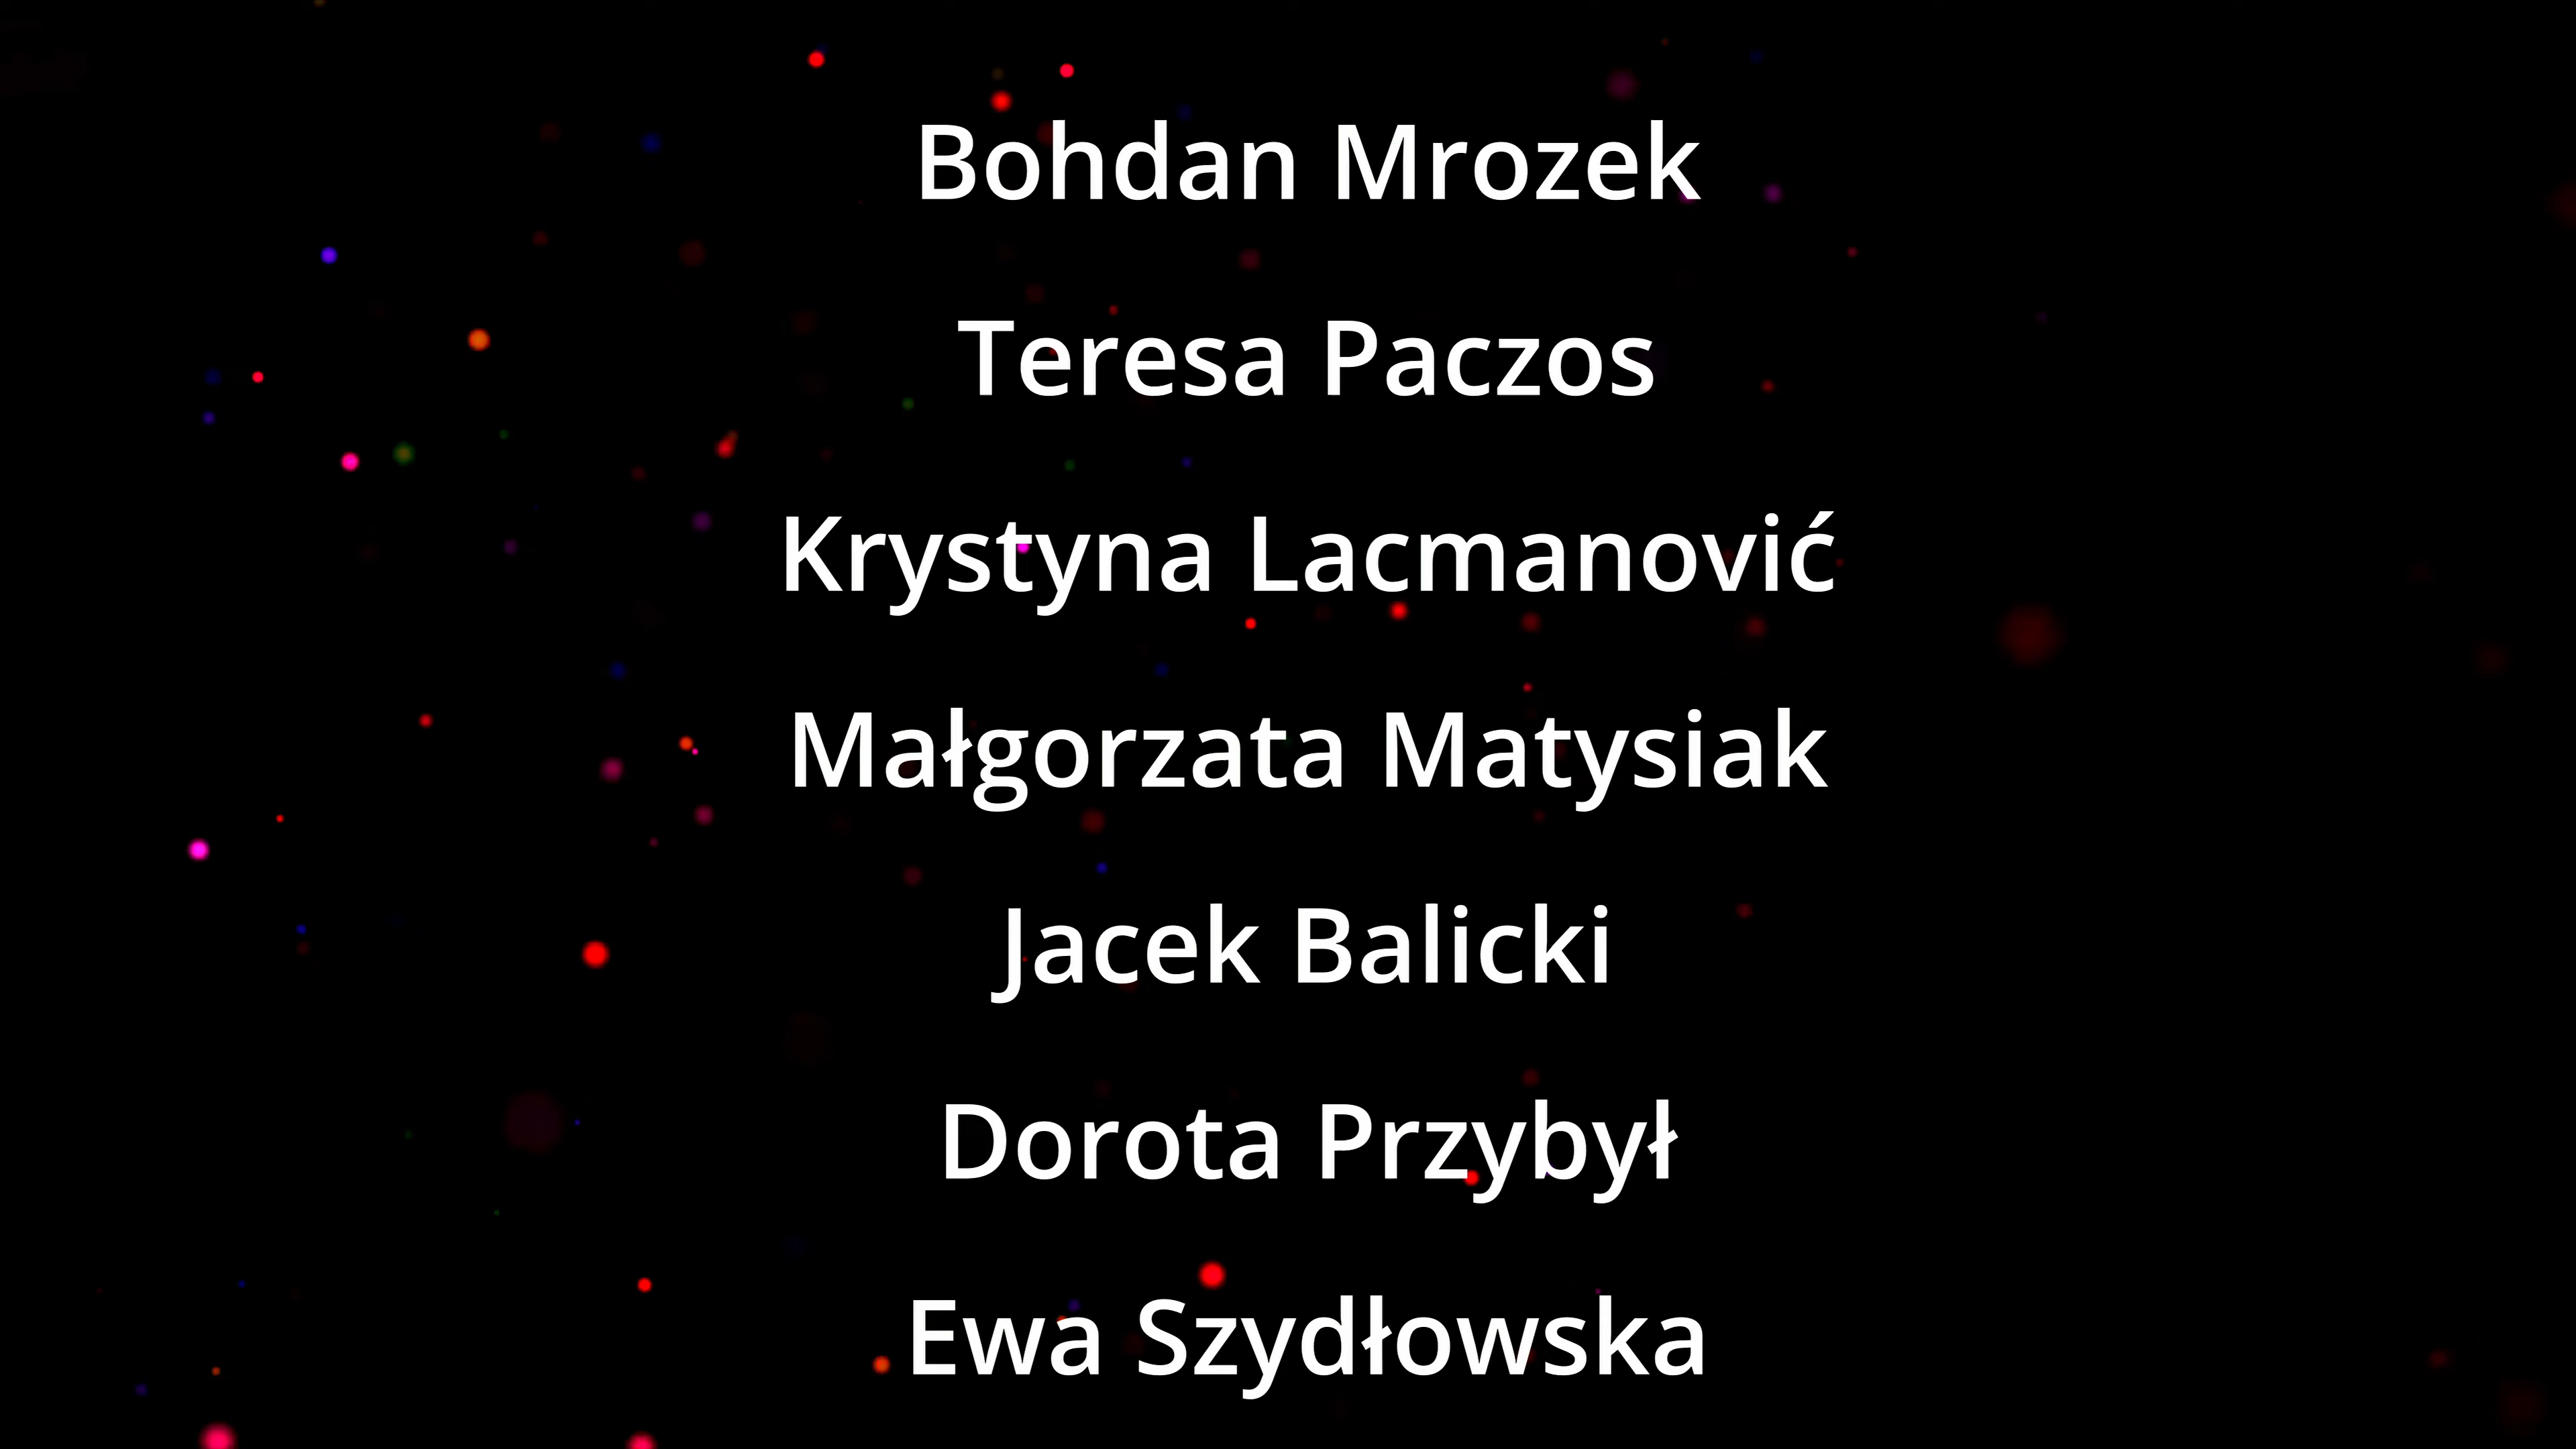 Bohdan Mrozek
Teresa Paczos
Krystyna Lacmanović
Małgorzata Matysiak
Jacek Balicki
Dorota Przybył
Ewa Szydłowska